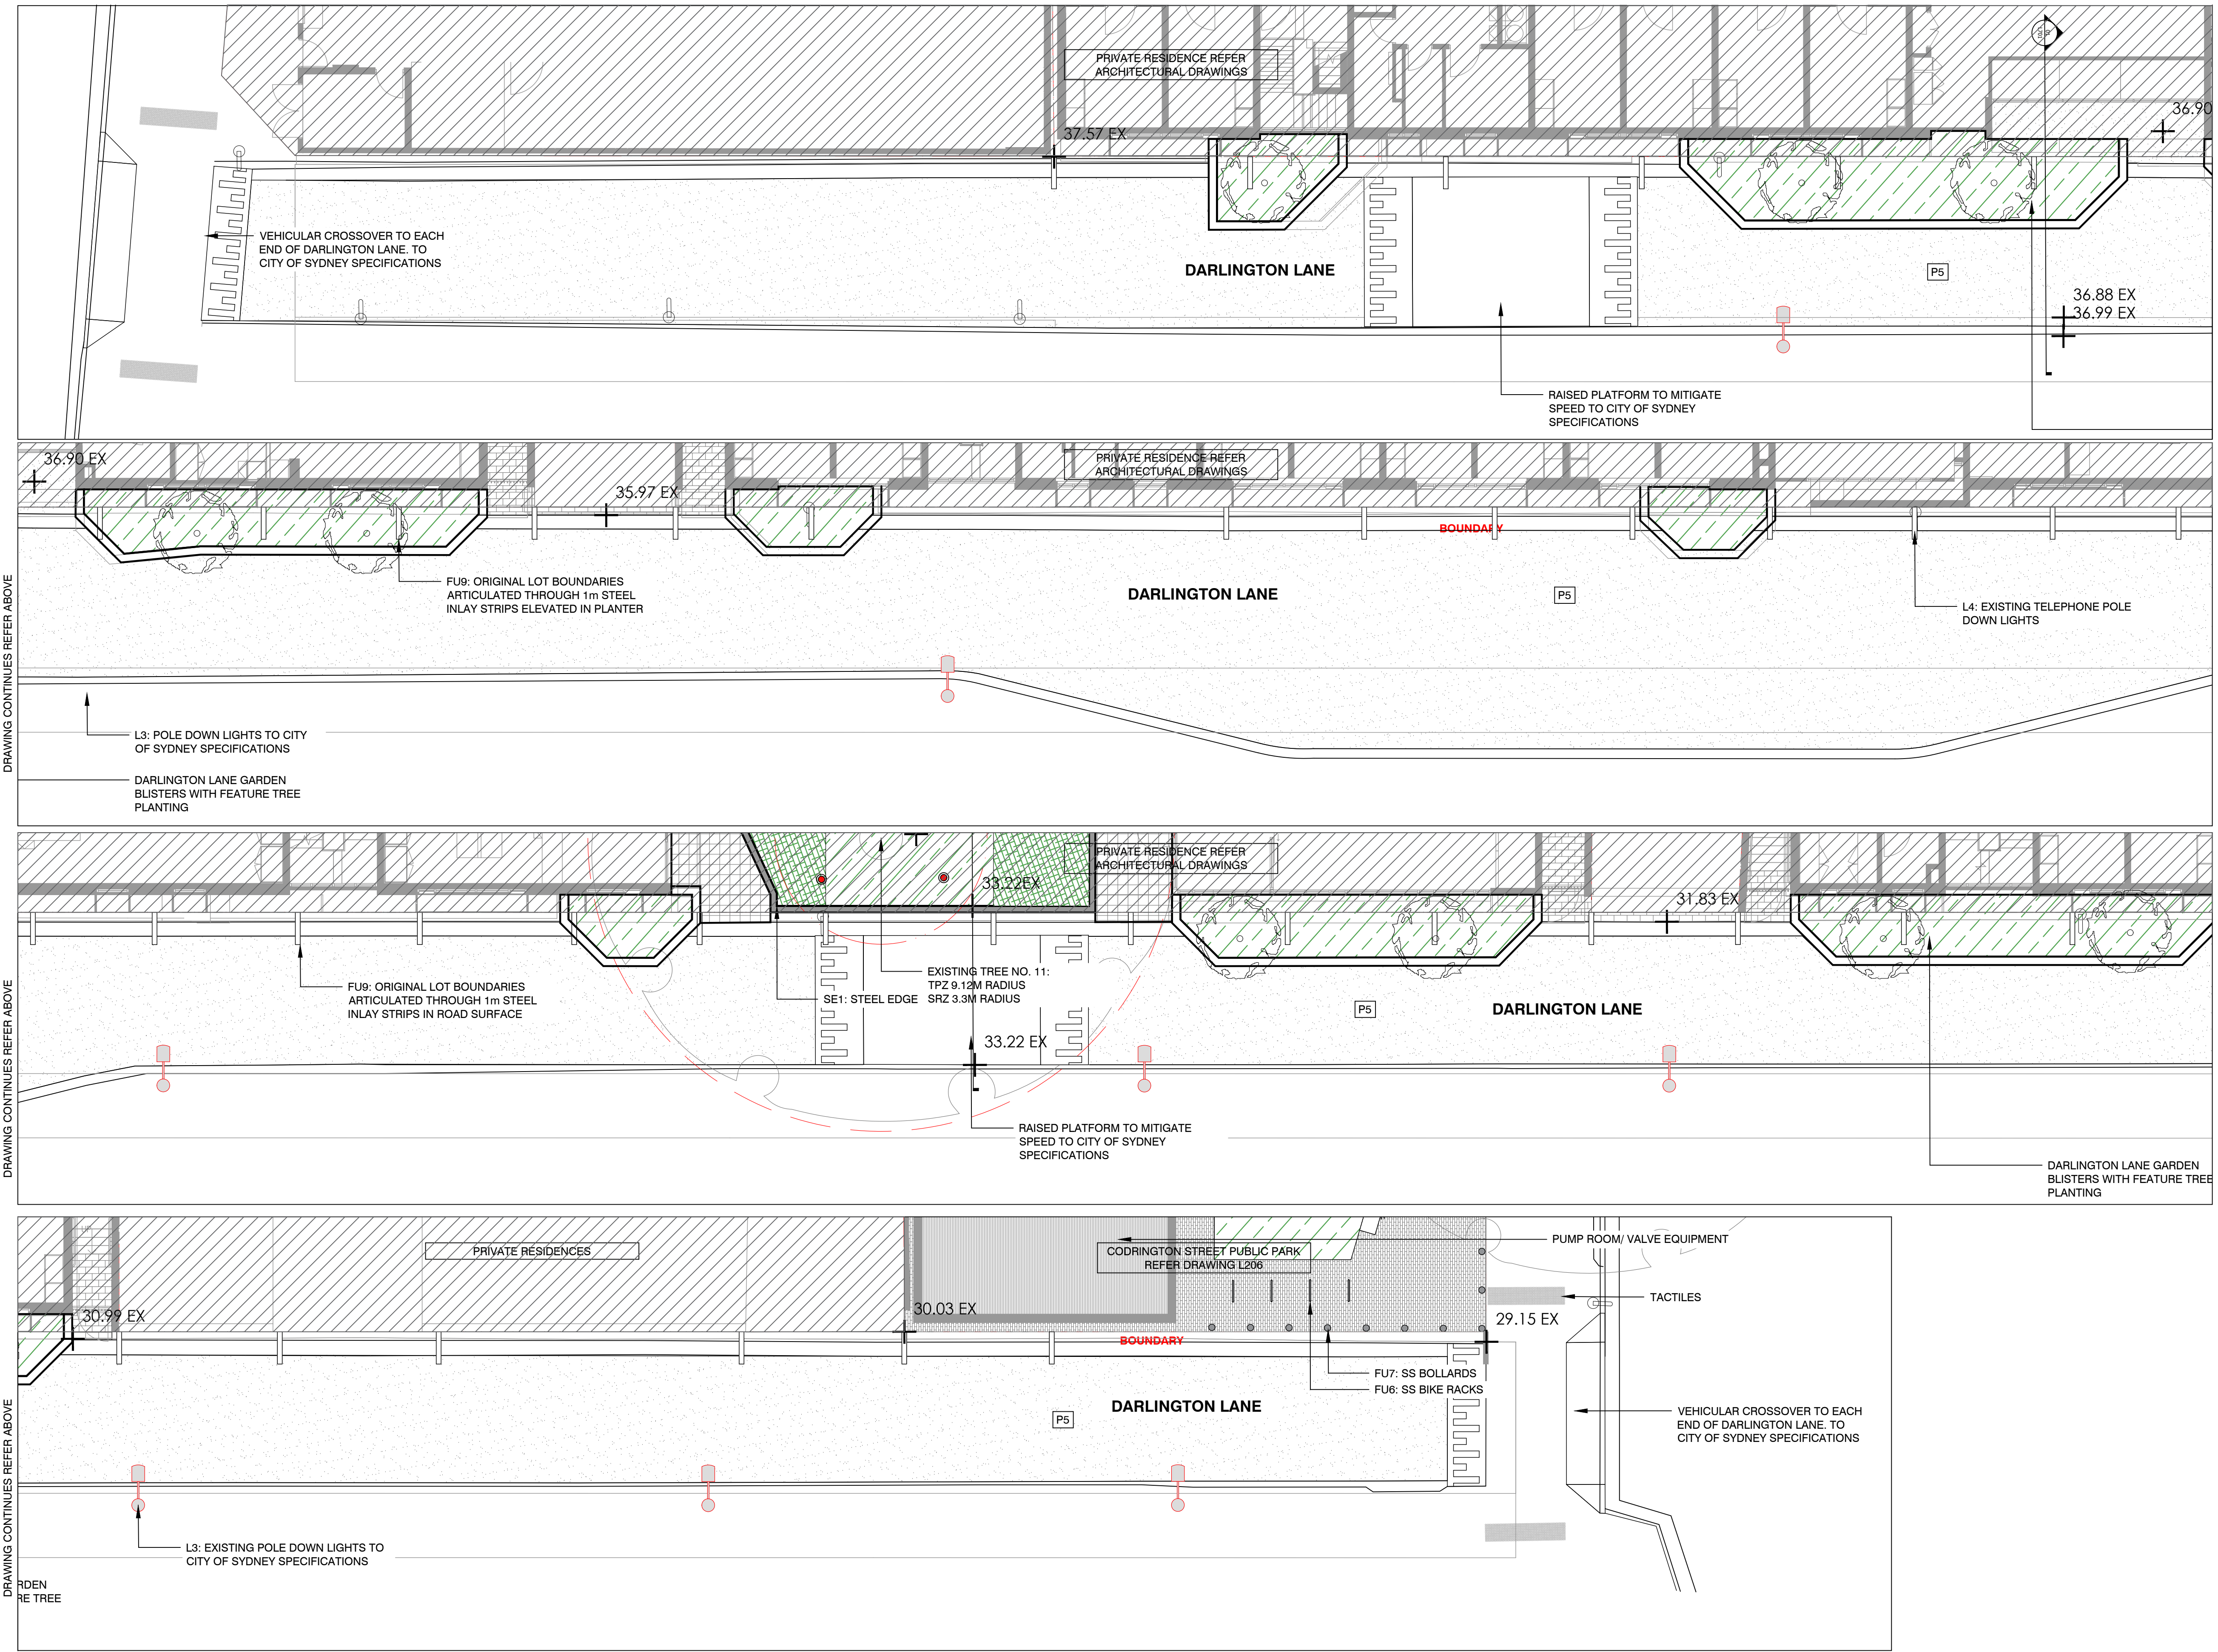 PRIVATE RESIDENCE REFER
ARCHITECTURAL DRAWINGS
36.90
37.57 EX
VEHICULAR CROSSOVER TO EACH
END OF DARLINGTON LANE. TO
CITY OF SYDNEY SPECIFICATIONS
DARLINGTON LANE
P5
36.88 EX
36.99 EX
RAISED PLATFORM TO MITIGATE
SPEED TO CITY OF SYDNEY
SPECIFICATIONS
DRAWING CONTINUES REFER ABOVE
36.90 EX
PRIVATE RESIDENCE REFER
ARCHITECTURAL DRAWINGS
35.97 EX
BOUNDARY
FU9: ORIGINAL LOT BOUNDARIES
ARTICULATED THROUGH 1m STEEL
INLAY STRIPS ELEVATED IN PLANTER
DARLINGTON LANE
P5
L4: EXISTING TELEPHONE POLE
DOWN LIGHTS
L3: POLE DOWN LIGHTS TO CITY
OF SYDNEY SPECIFICATIONS
DARLINGTON LANE GARDEN
BLISTERS WITH FEATURE TREE
PLANTING
DRAWING CONTINUES REFER ABOVE
PRIVATE RESIDENCE REFER
ARCHITECTURAL DRAWINGS
33.22EX
31.83 EX
FU9: ORIGINAL LOT BOUNDARIES
ARTICULATED THROUGH 1m STEEL
INLAY STRIPS IN ROAD SURFACE
SE1: STEEL EDGE
EXISTING TREE NO. 11:
TPZ 9.12M RADIUS
SRZ 3.3M RADIUS
P5
DARLINGTON LANE
33.22 EX
RAISED PLATFORM TO MITIGATE
SPEED TO CITY OF SYDNEY
SPECIFICATIONS
DARLINGTON LANE GARDEN
BLISTERS WITH FEATURE TREE
PLANTING
DRAWING CONTINUES REFER ABOVE
PRIVATE RESIDENCES
CODRINGTON STREET PUBLIC PARK
REFER DRAWING L206
PUMP ROOM/ VALVE EQUIPMENT
TACTILES
30.99 EX
30.03 EX
29.15 EX
BOUNDARY
FU7: SS BOLLARDS
FU6: SS BIKE RACKS
DARLINGTON LANE
P5
VEHICULAR CROSSOVER TO EACH
END OF DARLINGTON LANE. TO
CITY OF SYDNEY SPECIFICATIONS
L3: EXISTING POLE DOWN LIGHTS TO
CITY OF SYDNEY SPECIFICATIONS
RDEN
RE TREE